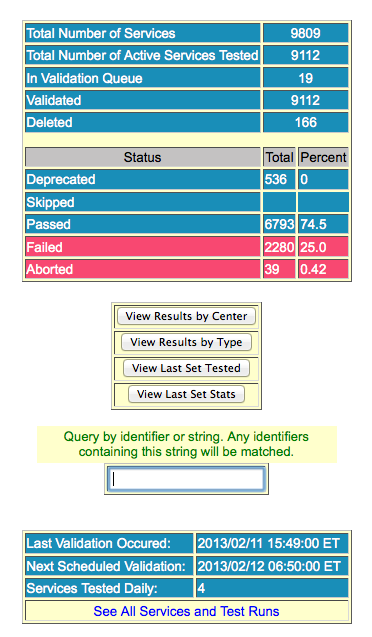 Total Number of Services 9809
Total Number of Active Services Tested 9112
In Validation Queue 19
Validated 9112
Deleted 166
Status Total Percent
Deprecated 536 0
Skipped
Passed 6793 74.5
Failed 2280 25.0
Aborted 39 0.42
View Results by Center
View Results by Type
View Last Set Tested
View Last Set Stats
Query by identifier or string. Any identifiers
containing this string will be matched.
Last Validation Occured: 2013/02/11 15:49:00 ET
Next Scheduled Validation: 2013/02/12 06:50:00 ET
Services Tested Daily: 4
See All Services and Test Runs